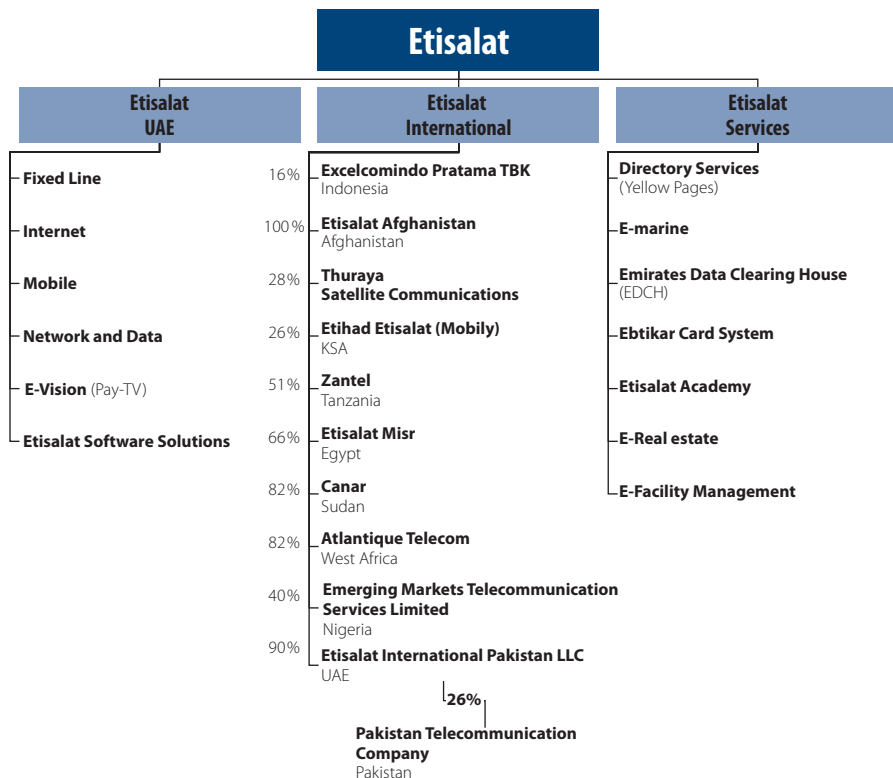 Etisalat
Etisalat
UAE
Fixed Line
Internet
Mobile
Network and Data
E-Vision (Pay-TV)
Etisalat Software Solutions
Etisalat
International
16%
Excelcomindo Pratama TBK
Indonesia
100%
Etisalat Afghanistan
Afghanistan
28%
Thuraya
Satellite Communications
26%
Etihad Etisalat (Mobily)
KSA
51%
Zantel
Tanzania
66%
Etisalat Misr
Egypt
82%
Canar
Sudan
82%
Atlantique Telecom
West Africa
40%
Emerging Markets Telecommunication
Services Limited
Nigeria
90%
Etisalat International Pakistan LLC
UAE
26%
Pakistan Telecommunication
Company
Pakistan
Etisalat
Services
Directory Services
(Yellow Pages)
E-marine
Emirates Data Clearing House
(EDCH)
Ebtikar Card System
Etisalat Academy
E-Real estate
E-Facility Management